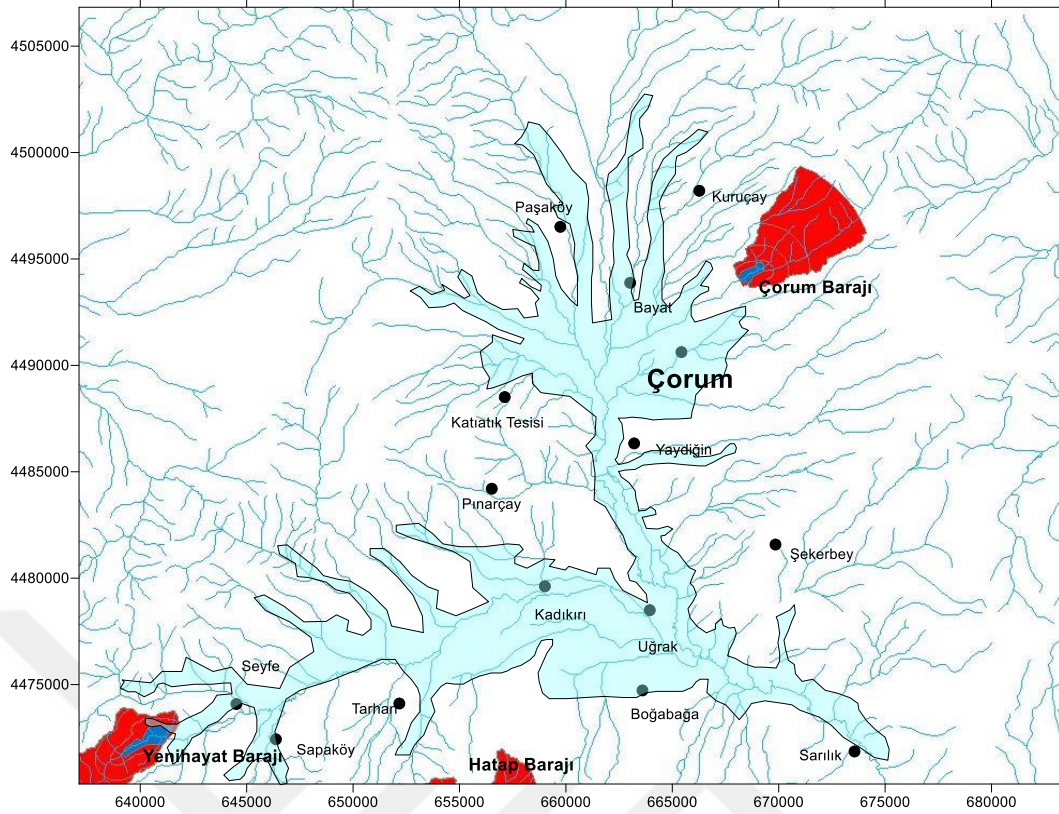 4505000
4500000
Kuruçay
Paşaköy
4495000
Çorum Barajı
Bayat
4490000
Çorum
Katıatık Tesisi
Yaydiğin
4485000
Pınarçay
Şekerbey
4480000
Kadıkırı
Uğrak
Seyfe
4475000
Tarhan
Boğabağa
Sapaköy
Sarılık
Yenihayat Barajı
Hatap Barajı
640000 645000 650000 655000 660000 665000 670000 675000 680000